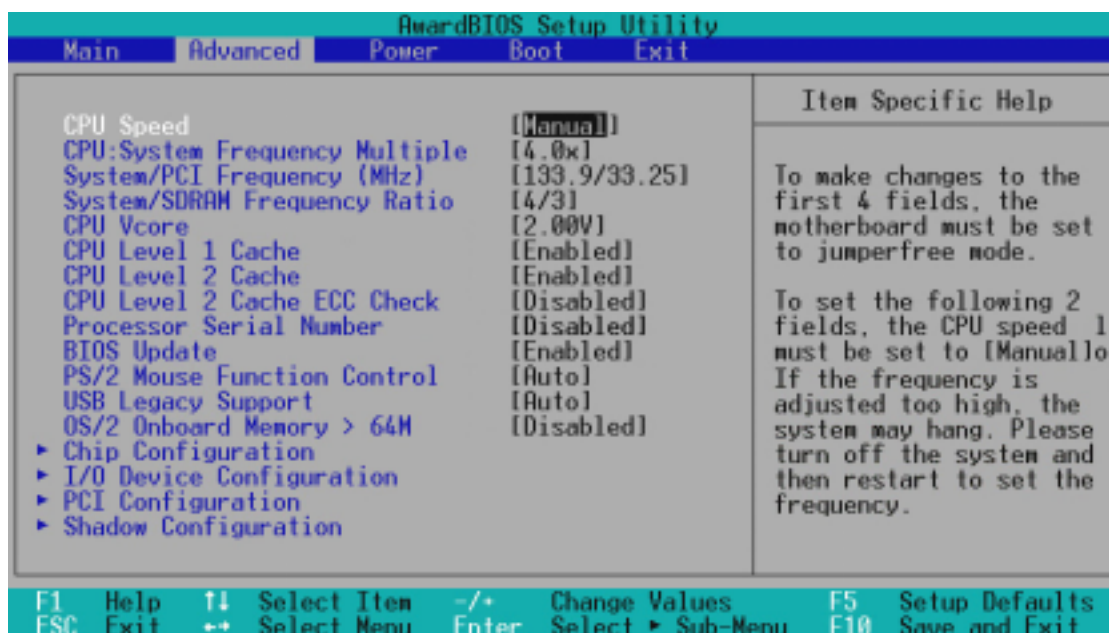 AwardBIOS Setup Utility
Main Advanced Power Boot Exit
CPU Speed [Manual]
CPU:System Frequency Multiple [4.0x]
System/PCI Frequency (MHz) [133.9/33.25]
System/SDRAM Frequency Ratio [4/3]
CPU Vcore [2.00V]
CPU Level 1 Cache [Enabled]
CPU Level 2 Cache [Enabled]
CPU Level 2 Cache ECC Check [Disabled]
Processor Serial Number [Disabled]
BIOS Update [Enabled]
PS/2 Mouse Function Control [Auto]
USB Legacy Support [Auto]
OS/2 Onboard Memory > 64M [Disabled]
▶ Chip Configuration
▶ I/O Device Configuration
▶ PCI Configuration
▶ Shadow Configuration
Item Specific Help
To make changes to the
first 4 fields, the
motherboard must be set
to jumperfree mode.
To set the following 2
fields, the CPU speed l
must be set to [Manuallo
If the frequency is
adjusted too high, the
system may hang. Please
turn off the system and
then restart to set the
frequency.
F1 Help ↑↓ Select Item -/+ Change Values F5 Setup Defaults
ESC Exit ←→ Select Menu Enter Select ▶ Sub-Menu F10 Save and Exit